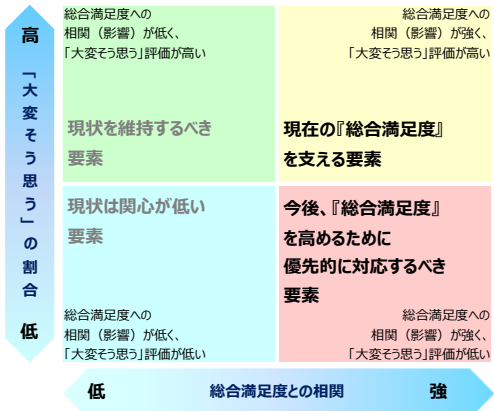 高
「大変そう思う」の割合
低
総合満足度への
相関（影響）が低く、
「大変そう思う」評価が高い
現状を維持するべき
要素
総合満足度への
相関（影響）が強く、
「大変そう思う」評価が高い
現在の『総合満足度』
を支える要素
現状は関心が低い
要素
総合満足度への
相関（影響）が低く、
「大変そう思う」評価が低い
今後、『総合満足度』
を高めるために
優先的に対応するべき
要素
総合満足度への
相関（影響）が強く、
「大変そう思う」評価が低い
低
総合満足度との相関
強